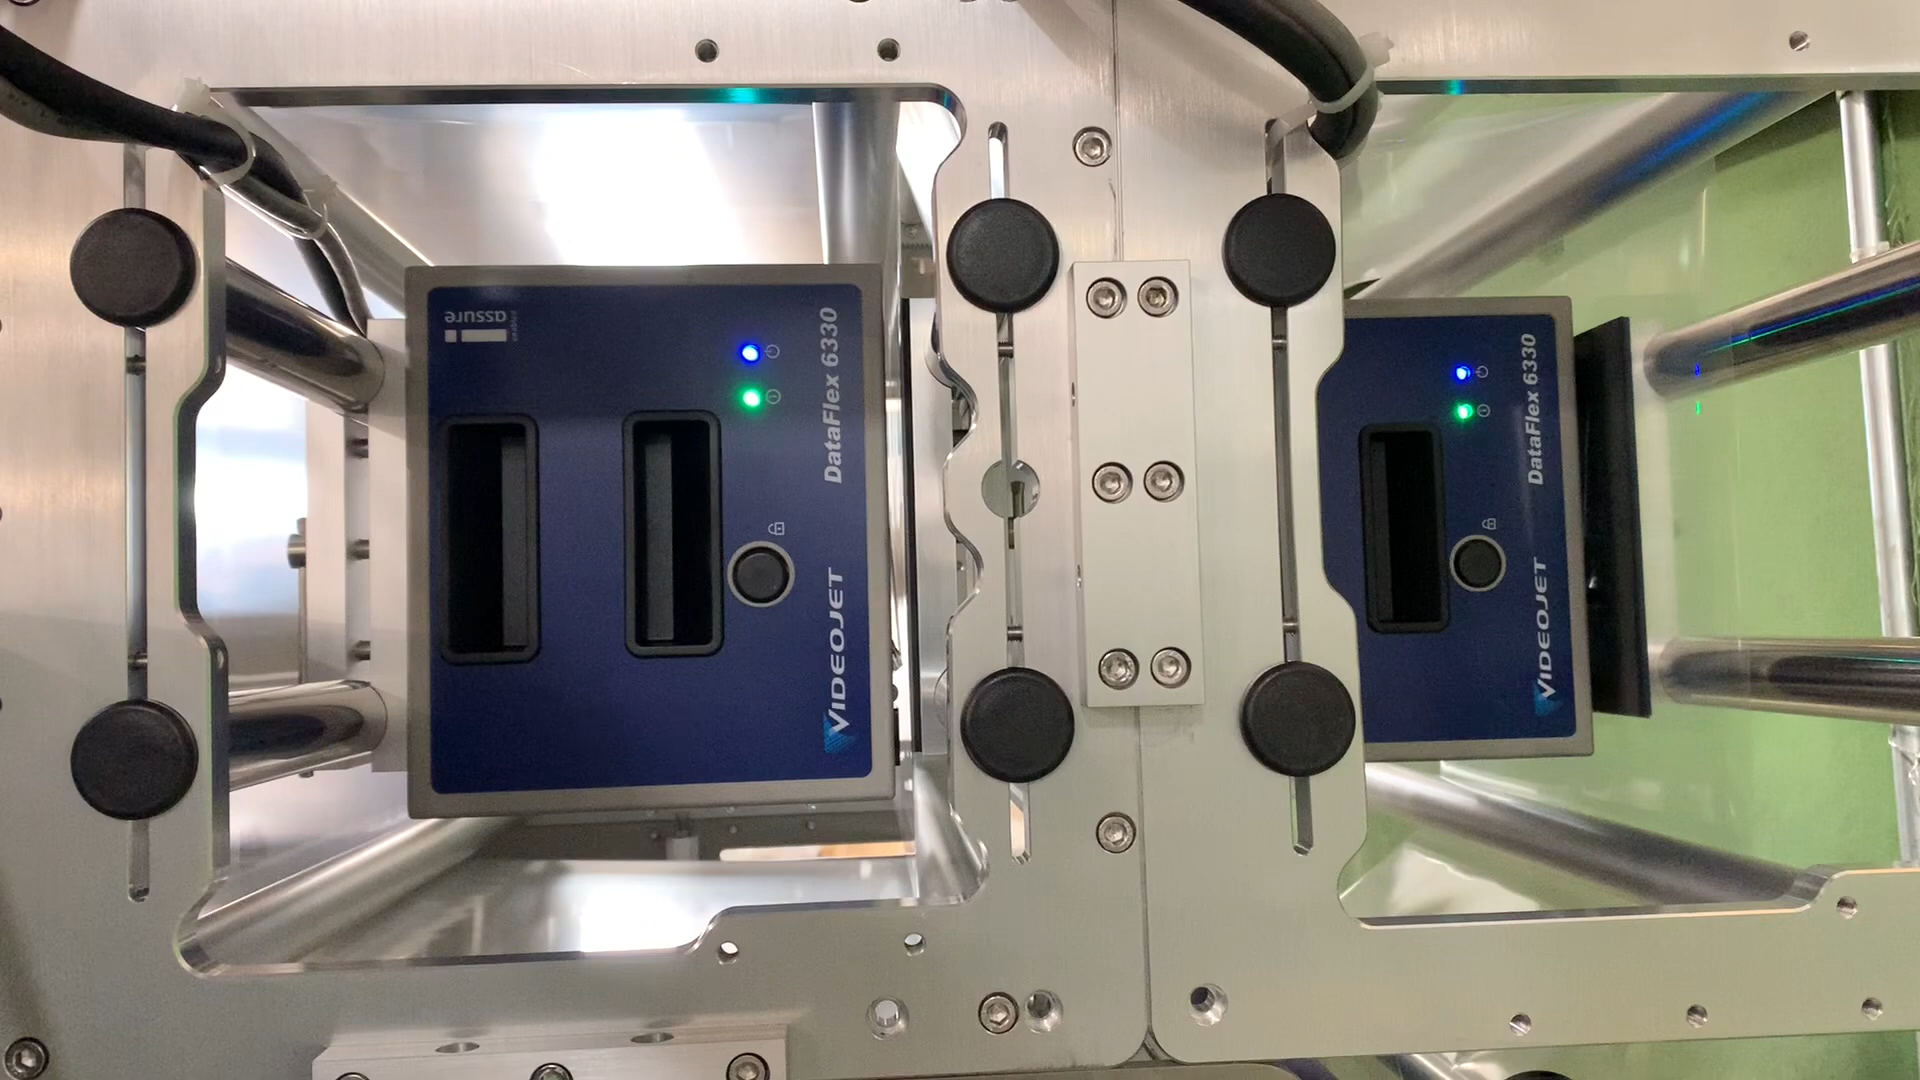 assure
DataFlex 6330
VIDEOJET
DataFlex 6330
VIDEOJET